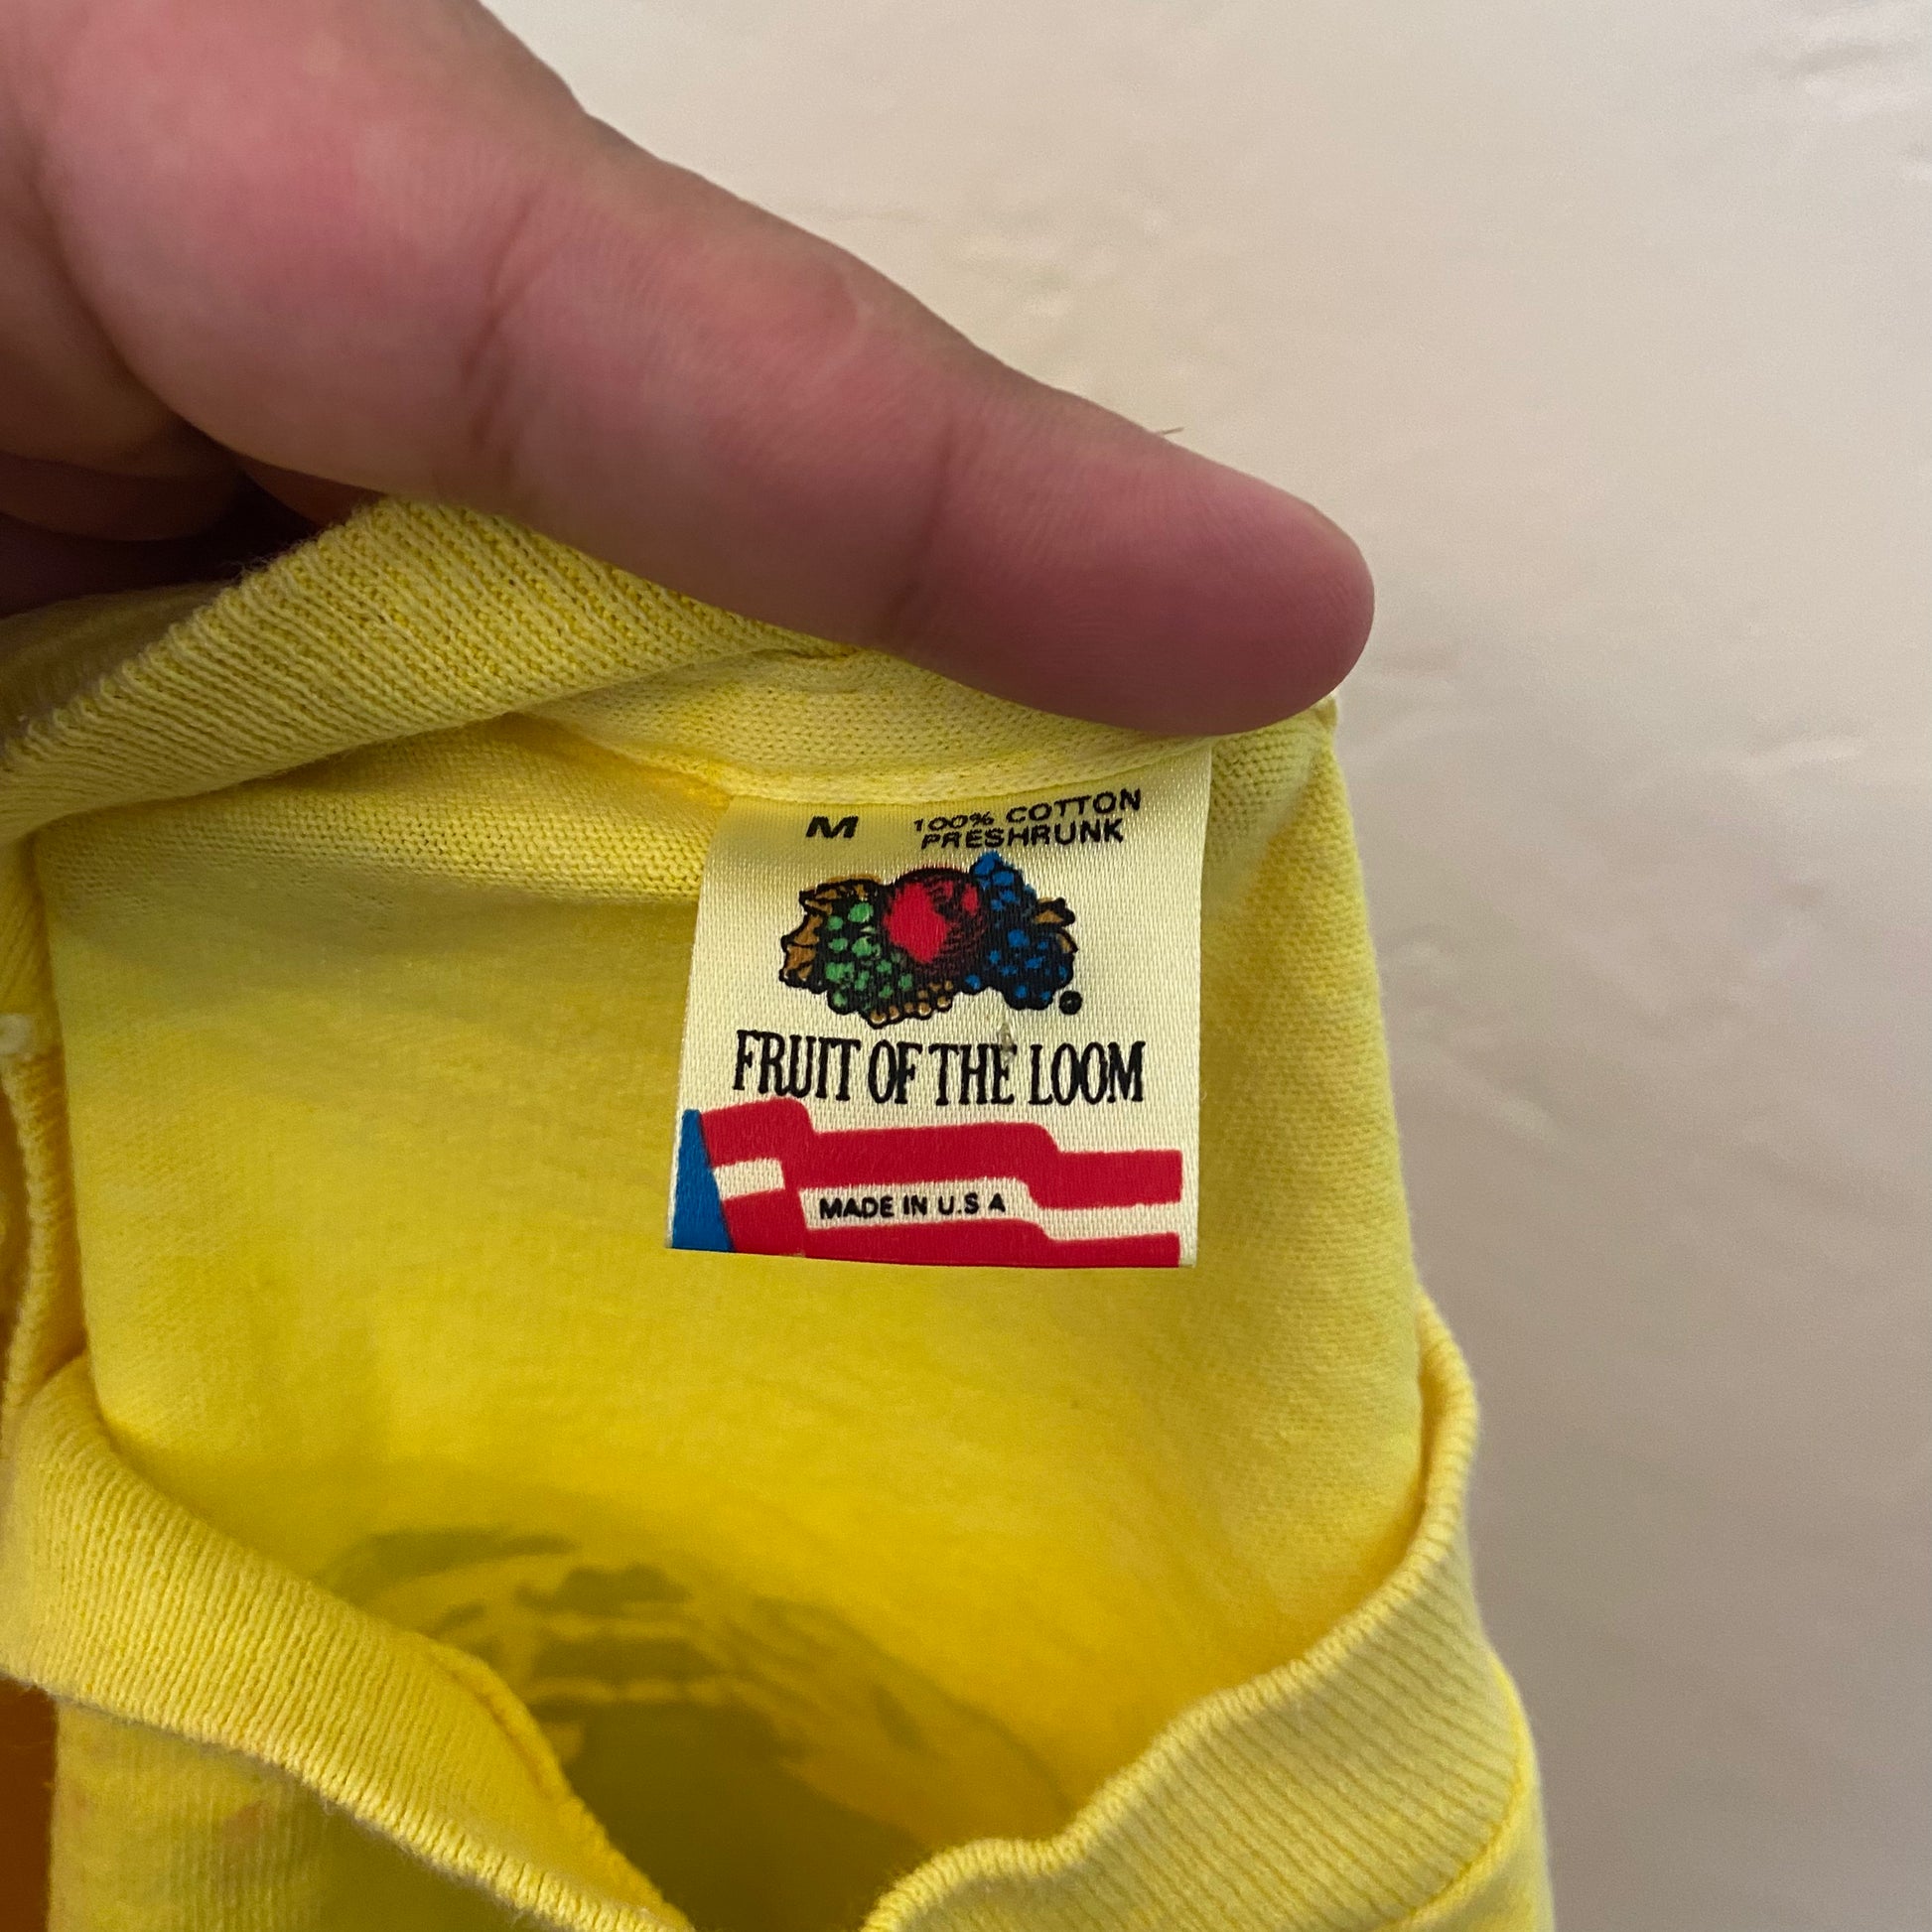 M 100% COTTON
PRESHRUNK
FRUIT OF THE LOOM
MADE IN U.S A